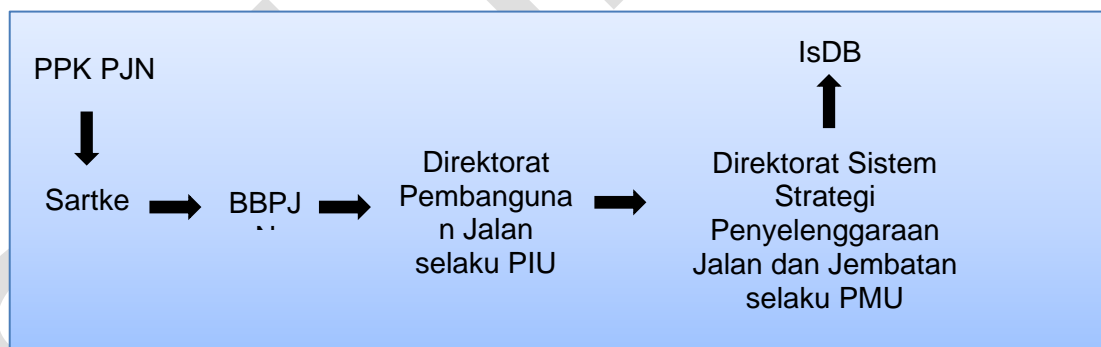 PPK PJN
Sartke
BBPJ
Direktorat
Pembanguna
n Jalan
selaku PIU
Direktorat Sistem
Strategi
Penyelenggaraan
Jalan dan Jembatan
selaku PMU
IsDB